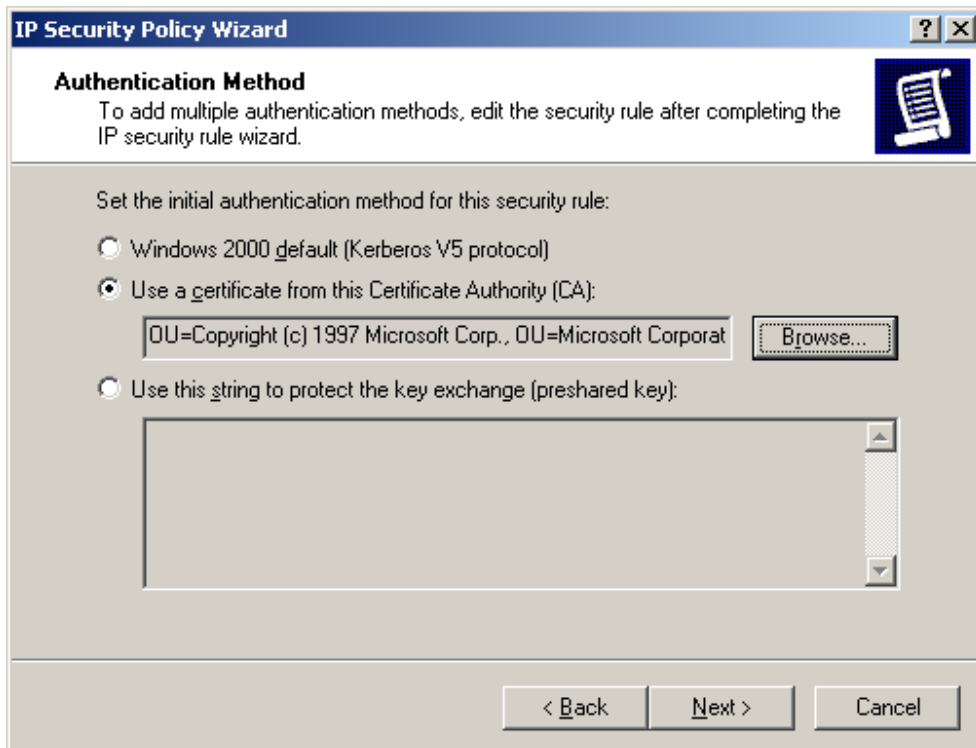 IP Security Policy Wizard
Authentication Method
To add multiple authentication methods, edit the security rule after completing the
IP security rule wizard.
Set the initial authentication method for this security rule:
Windows 2000 default (Kerberos V5 protocol)
Use a certificate from this Certificate Authority (CA):
OU=Copyright (c) 1997 Microsoft Corp., OU=Microsoft Corporat
Browse...
Use this string to protect the key exchange (preshared key):
< Back Next > Cancel